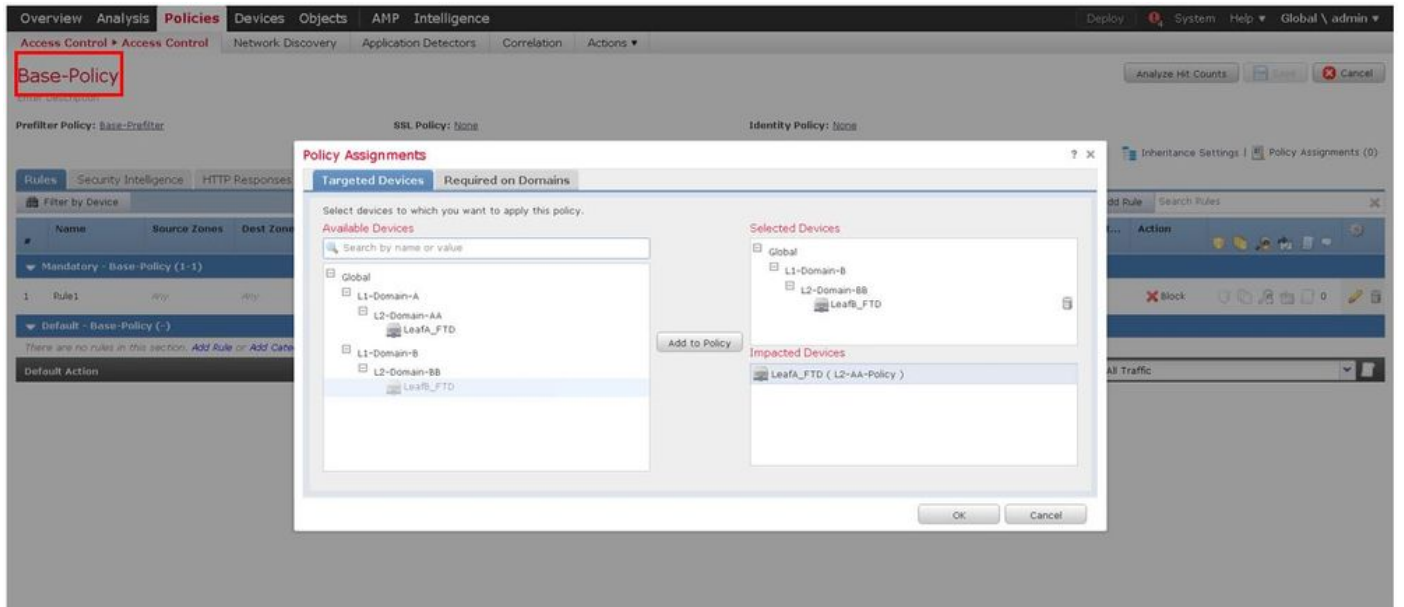 Overview Analysis Policies Devices Objects AMP Intelligence Deploy 4 System Help Global \ admin
Access Control ▸ Access Control Network Discovery Application Detectors Correlation Actions
Base-Policy
Analyze Hit Counts Save Cancel
Enter Description
Prefilter Policy: Base-Prefilter SSL Policy: None Identity Policy: None
Inheritance Settings | Policy Assignments (0)
Rules Security Intelligence HTTP Responses
Filter by Device
dd Rule Search Rules
# Name Source Zones Dest Zone
t... Action
Mandatory - Base-Policy (1-1)
1 Rule1 Any Any
Block 0
Default - Base-Policy (-)
There are no rules in this section. Add Rule or Add Cate
Default Action
All Traffic
Policy Assignments ? ×
Targeted Devices Required on Domains
Select devices to which you want to apply this policy.
Available Devices
Search by name or value
Global
L1-Domain-A
L2-Domain-AA
LeafA_FTD
L1-Domain-B
L2-Domain-BB
LeafB_FTD
Add to Policy
Selected Devices
Global
L1-Domain-B
L2-Domain-BB
LeafB_FTD
Impacted Devices
LeafA_FTD ( L2-AA-Policy )
OK Cancel